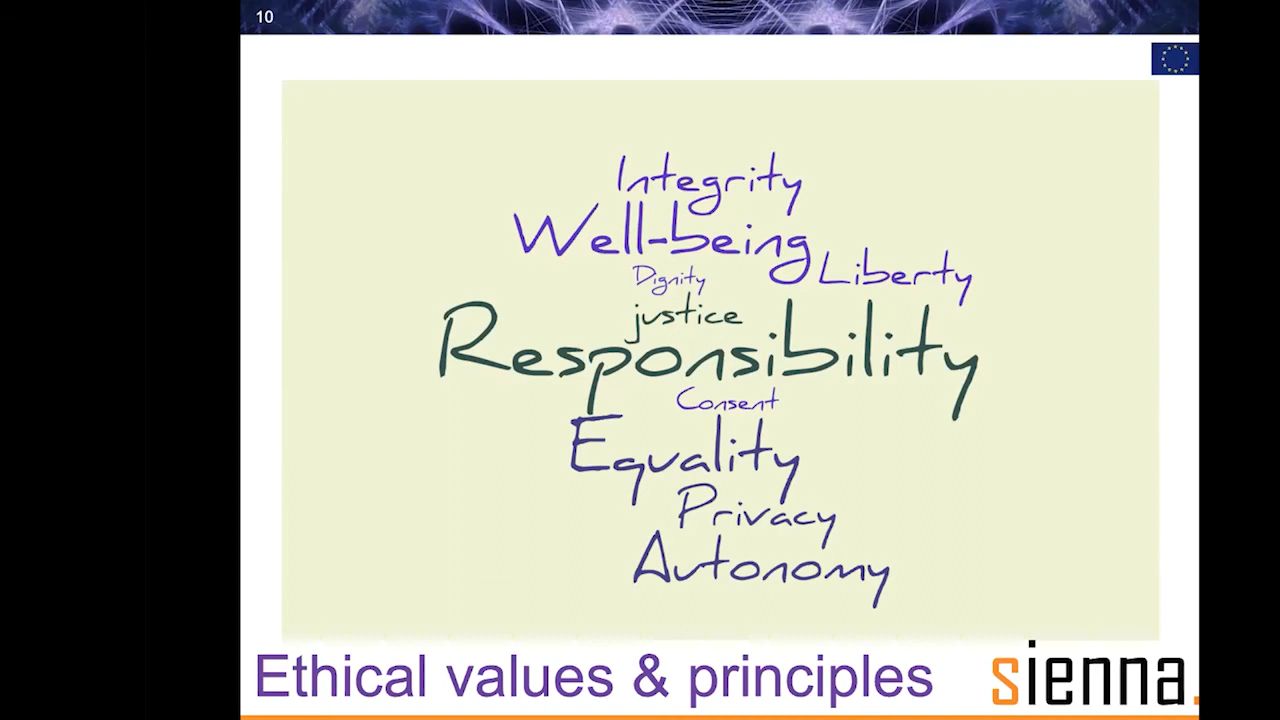 10
Integrity
Well-being
Liberty
Dignity
justice
Responsibility
Consent
Equality
Privacy
Autonomy
Ethical values & principles
sienna.